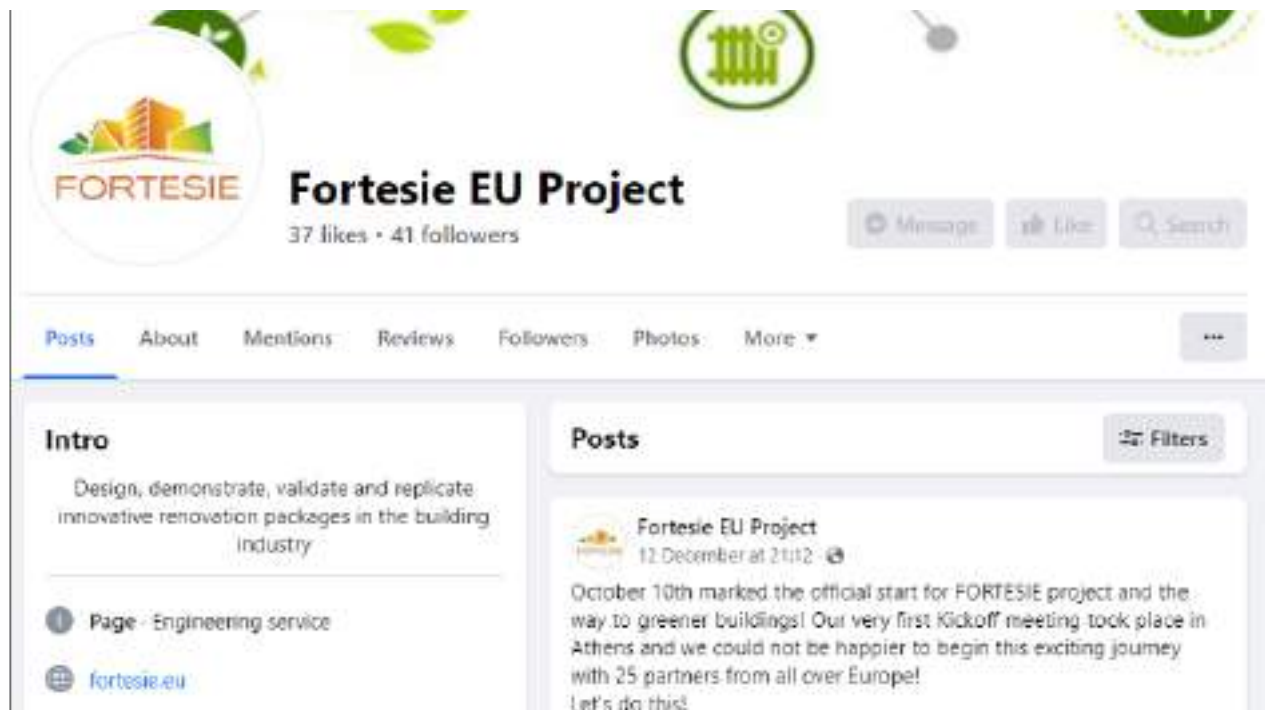 FORTESIE
Fortesie EU Project
37 likes • 41 followers
Message
Like
Search
Posts
About
Mentions
Reviews
Followers
Photos
More
Intro
Design, demonstrate, validate and replicate
innovative renovation packages in the building
industry
Page · Engineering service
fortesie.eu
Posts
Filters
FORTESIE
Fortesie EU Project
12 December at 21:12
October 10th marked the official start for FORTESIE project and the
way to greener buildings! Our very first Kickoff meeting took place in
Athens and we could not be happier to begin this exciting journey
with 25 partners from all over Europe!
Let's do this!